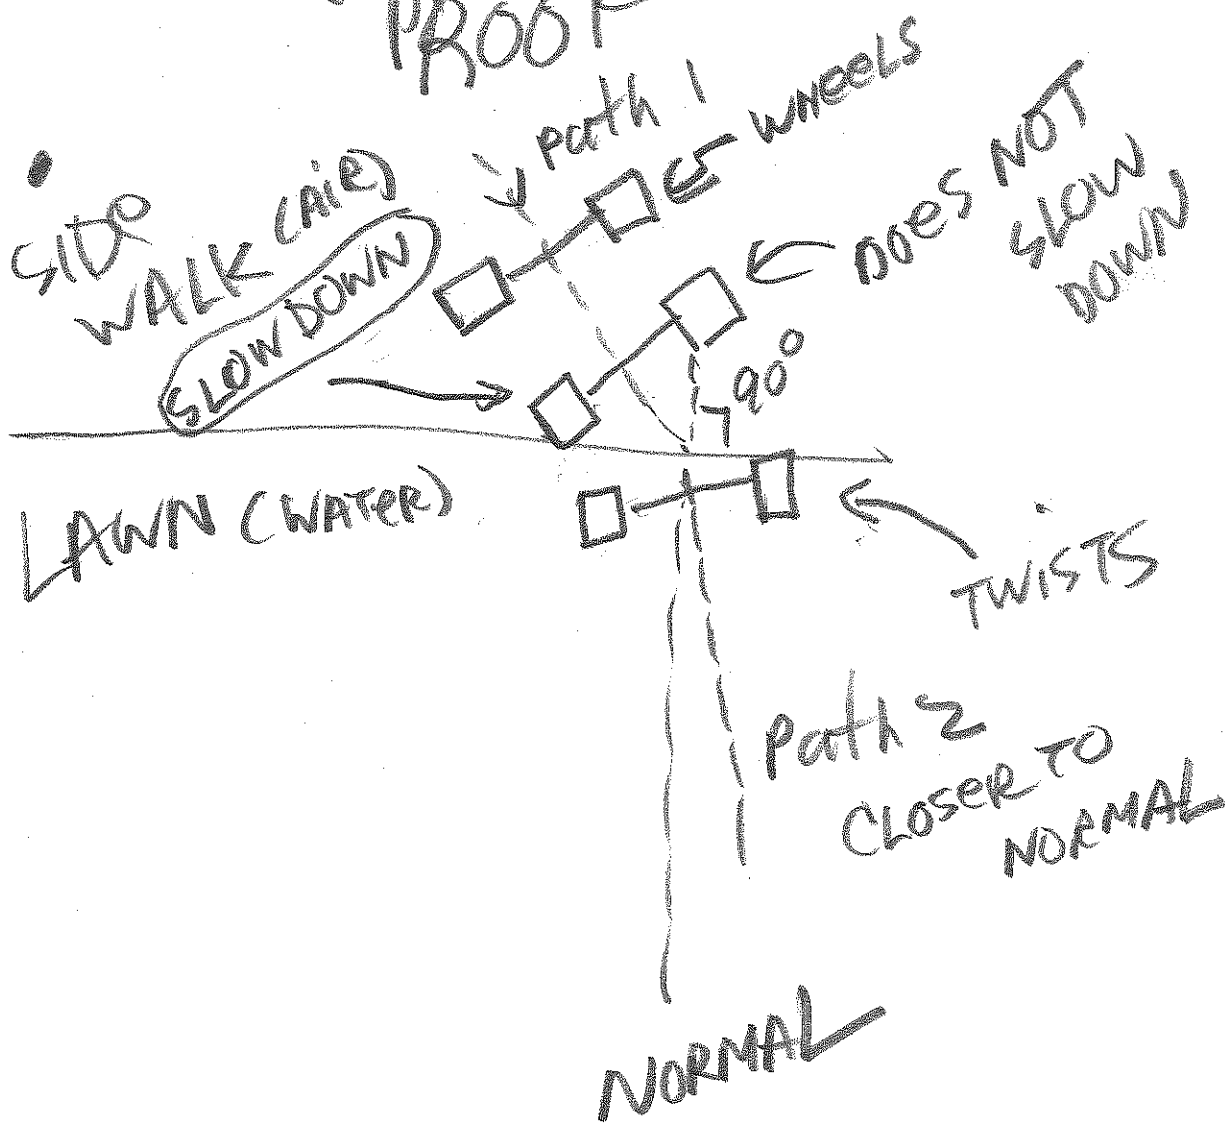 PROOF
path 1
WHEELS
SIDe
WALK (AiR)
SLOW DOWN
DOES NOT
SLOW
DOWN
90°
LAWN (WATeR)
TWiSTS
path 2
CLOSeR TO
NORMAL
NORMAL